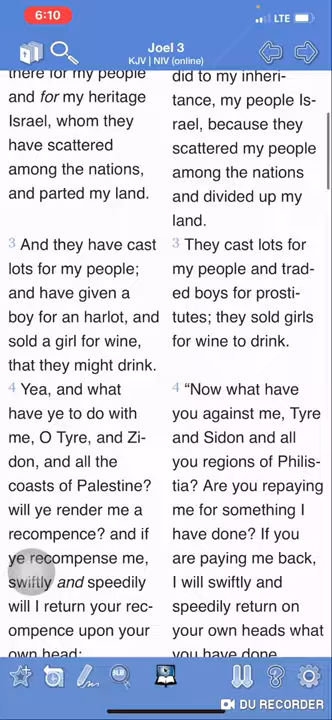 6:10
LTE
Joel 3
KJV | NIV (online)
there for my people
and for my heritage
Israel, whom they
have scattered
among the nations,
and parted my land.
3 And they have cast
lots for my people;
and have given a
boy for an harlot, and
sold a girl for wine,
that they might drink.
4 Yea, and what
have ye to do with
me, O Tyre, and Zi-
don, and all the
coasts of Palestine?
will ye render me a
recompence? and if
ye recompense me,
swiftly and speedily
will I return your rec-
ompence upon your
own head;
did to my inheri-
tance, my people Is-
rael, because they
scattered my people
among the nations
and divided up my
land.
3 They cast lots for
my people and trad-
ed boys for prosti-
tutes; they sold girls
for wine to drink.
4 “Now what have
you against me, Tyre
and Sidon and all
you regions of Philis-
tia? Are you repaying
me for something I
have done? If you
are paying me back,
I will swiftly and
speedily return on
your own heads what
you have done
BLB
DU RECORDER